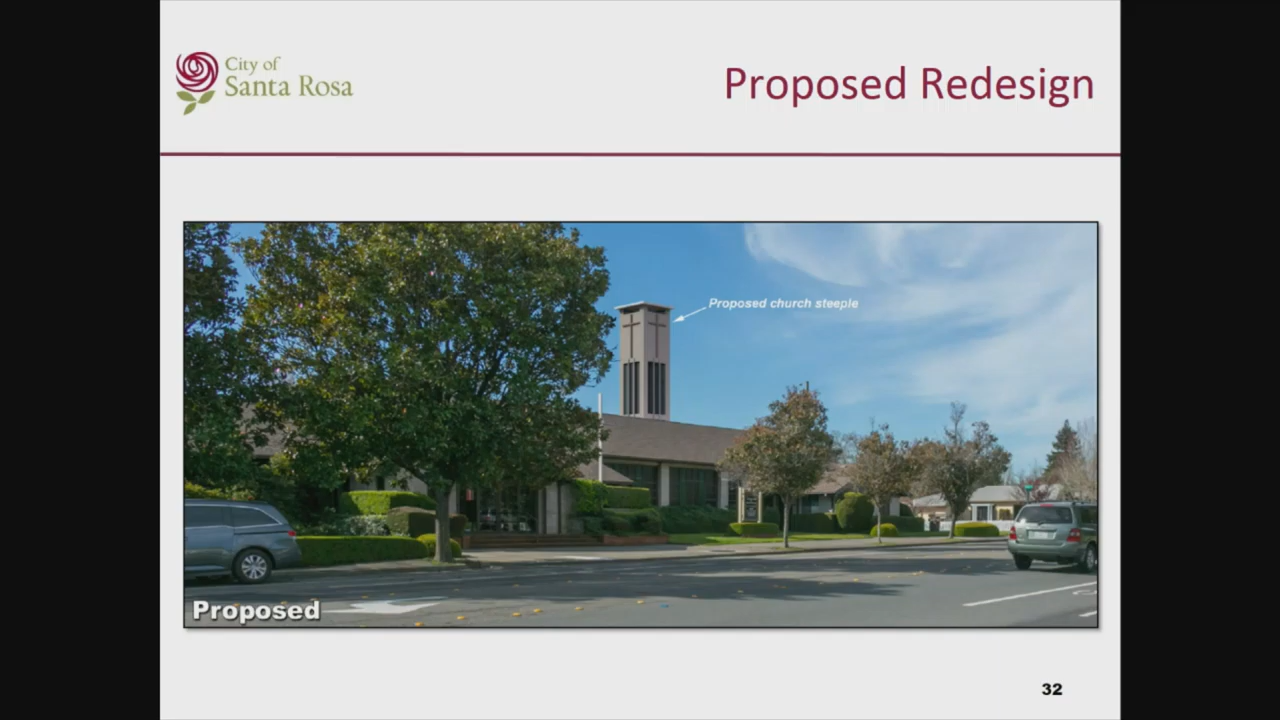 City of
Santa Rosa
Proposed Redesign
Proposed church steeple
Proposed
32